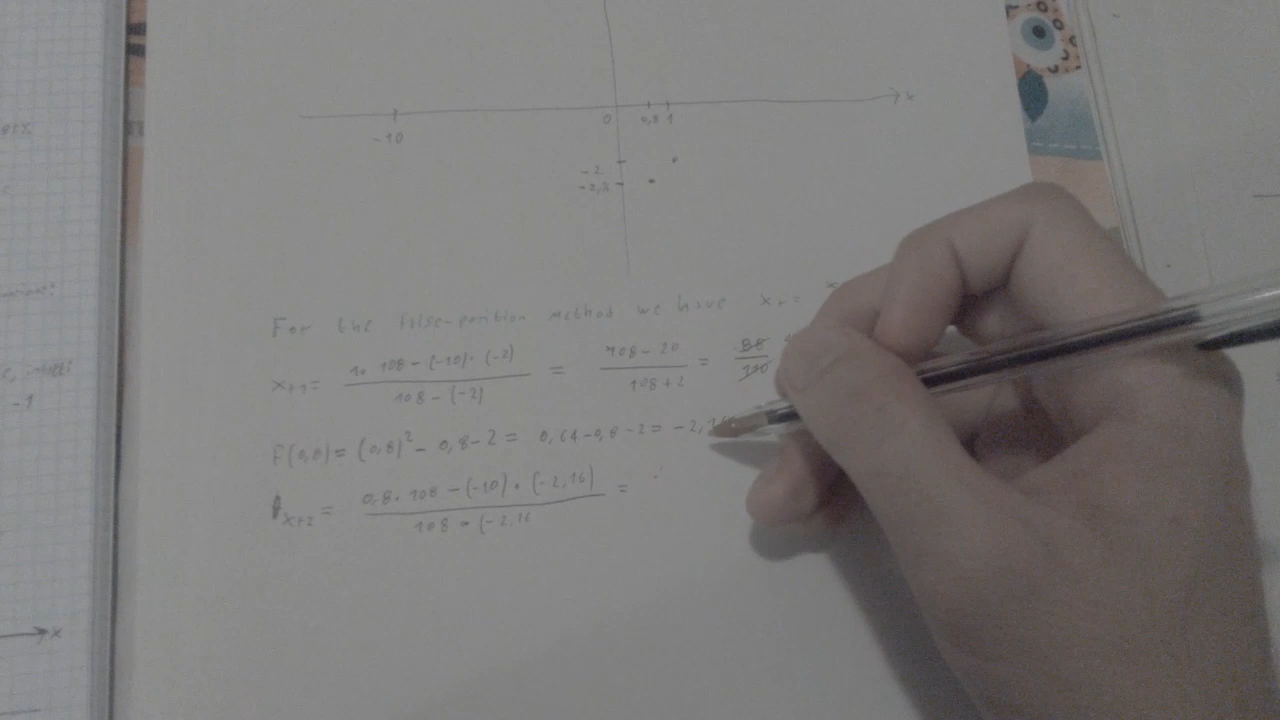 x
-10 0 0,8 1
-2
-2,16
For the false-position method we have x₊ =
x₊₁ = (1 · 108 - (-10) · (-2)) / (108 - (-2)) = (108 - 20) / (108 + 2) = 88 / 110
f(0,8) = (0,8)² - 0,8 - 2 = 0,64 - 0,8 - 2 = -2,16
x+2 = (0,8 · 108 - (-10) · (-2,16)) / (108 - (-2,16 =
-1
x